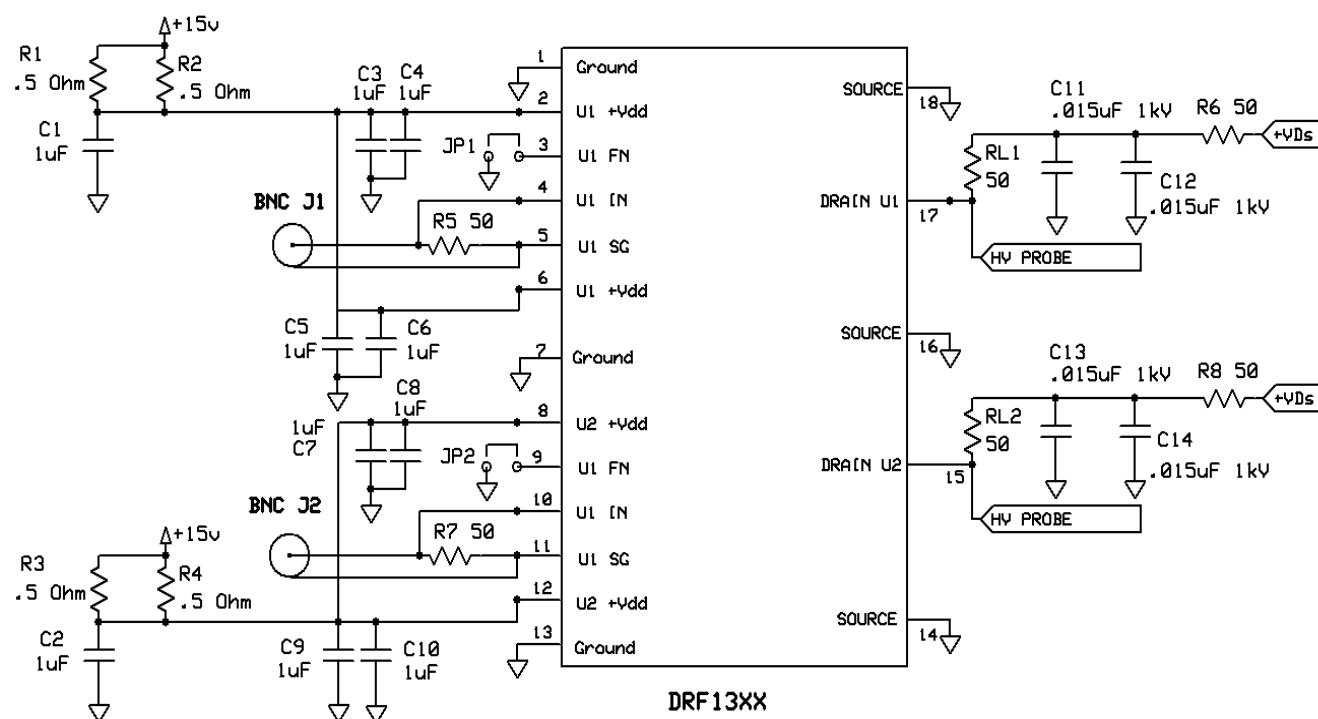 +15v
R1
.5 Ohm
R2
.5 Ohm
C1
1uF
C3
1uF
C4
1uF
JP1
BNC J1
R5 50
C5
1uF
C6
1uF
1uF
C7
C8
1uF
JP2
BNC J2
R7 50
+15v
R3
.5 Ohm
R4
.5 Ohm
C2
1uF
C9
1uF
C10
1uF
1 Ground
2 U1 +Vdd
3 U1 FN
4 U1 IN
5 U1 SG
6 U1 +Vdd
7 Ground
8 U2 +Vdd
9 U1 FN
10 U1 IN
11 U1 SG
12 U2 +Vdd
13 Ground
SOURCE 18
DRAIN U1 17
SOURCE 16
DRAIN U2 15
SOURCE 14
C11
.015uF 1kV
R6 50
+VDs
RL1
50
C12
.015uF 1kV
HV PROBE
C13
.015uF 1kV
R8 50
+VDs
RL2
50
C14
.015uF 1kV
HV PROBE
DRF13XX